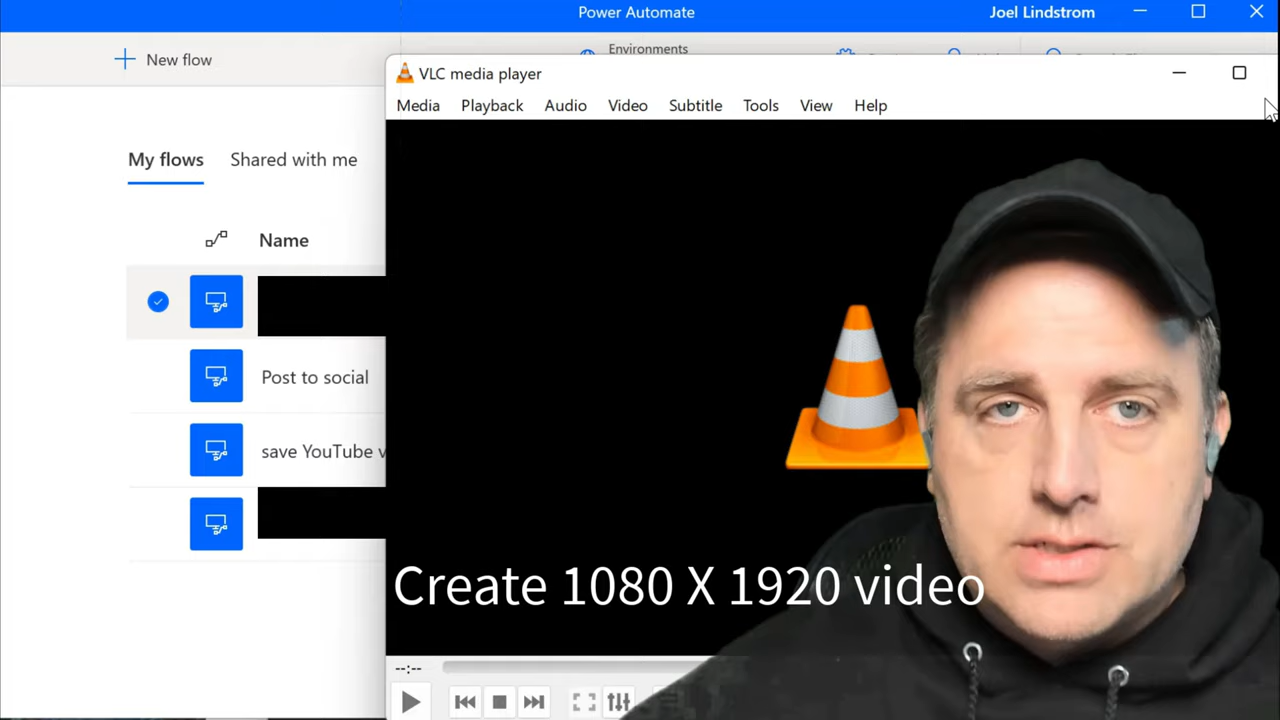 Power Automate
Joel Lindstrom
New flow
Environments
VLC media player
Media Playback Audio Video Subtitle Tools View Help
My flows Shared with me
Name
Post to social
save YouTube
Create 1080 X 1920 video
--:--